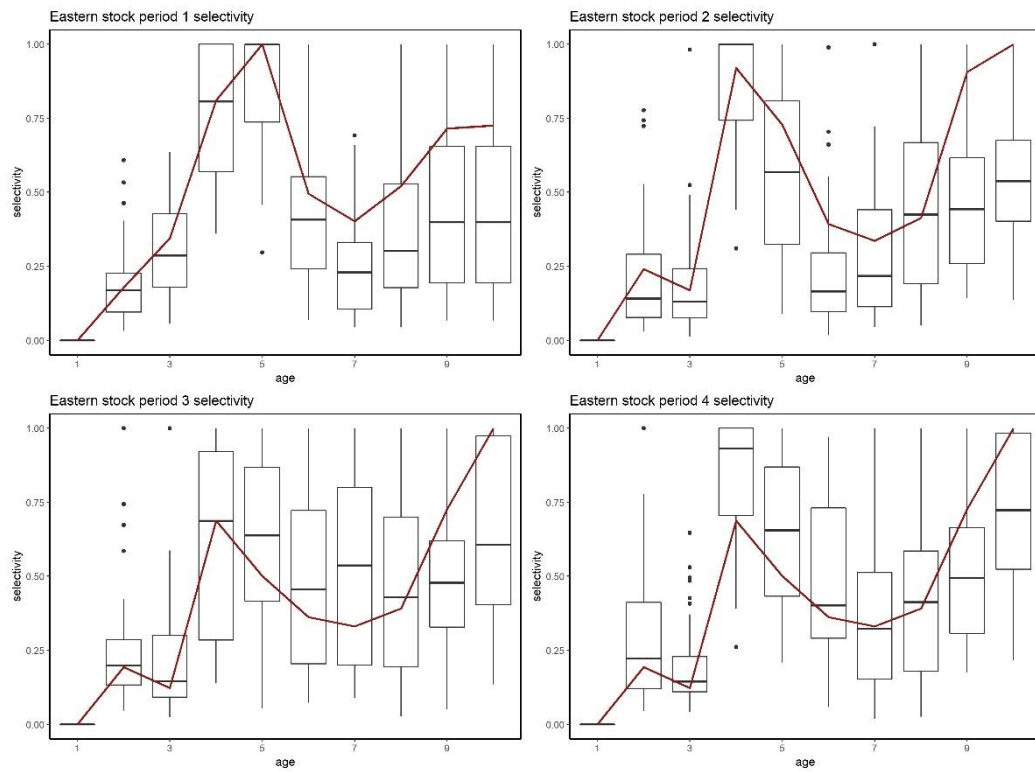 Eastern stock period 1 selectivity
1.00
0.75
0.50
0.25
0.00
selectivity
1 3 5 7 9
age
Eastern stock period 2 selectivity
1.00
0.75
0.50
0.25
0.00
selectivity
1 3 5 7 9
age
Eastern stock period 3 selectivity
1.00
0.75
0.50
0.25
0.00
selectivity
1 3 5 7 9
age
Eastern stock period 4 selectivity
1.00
0.75
0.50
0.25
0.00
selectivity
1 3 5 7 9
age